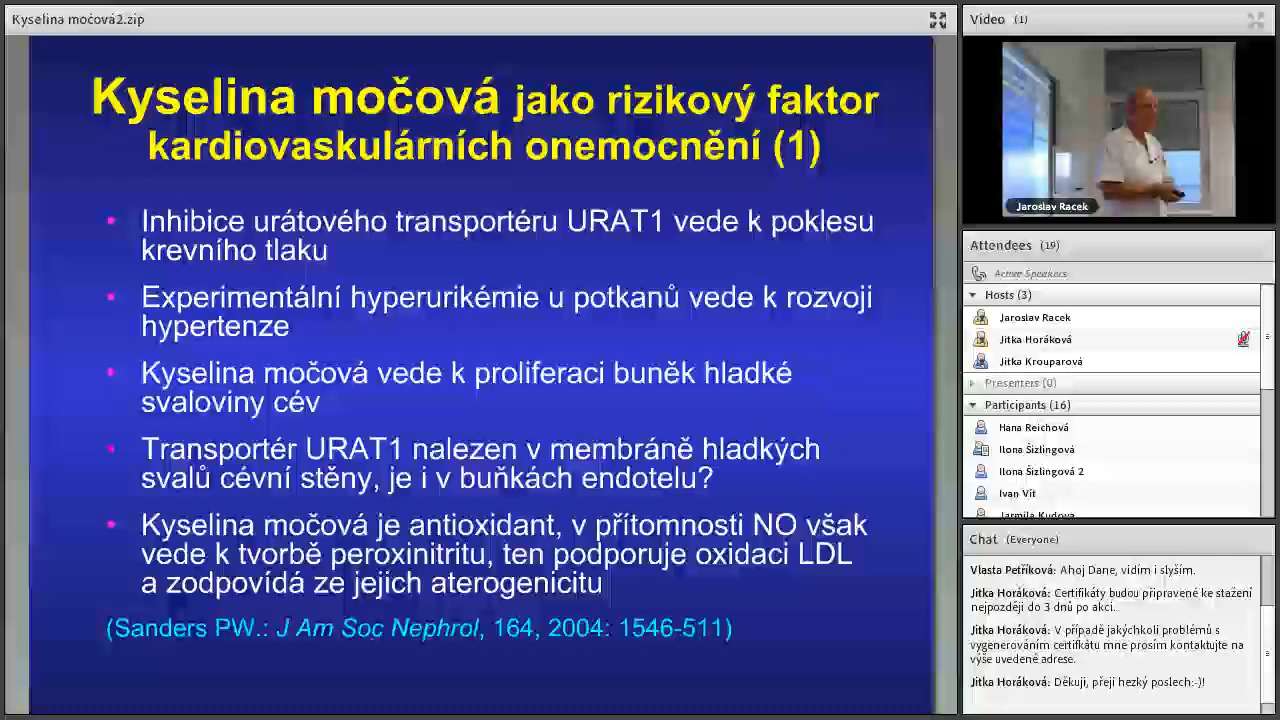 Kyselina močová2.zip
Kyselina močová jako rizikový faktor
kardiovaskulárních onemocnění (1)
• Inhibice urátového transportéru URAT1 vede k poklesu
krevního tlaku
• Experimentální hyperurikémie u potkanů vede k rozvoji
hypertenze
• Kyselina močová vede k proliferaci buněk hladké
svaloviny cév
• Transportér URAT1 nalezen v membráně hladkých
svalů cévní stěny, je i v buňkách endotelu?
• Kyselina močová je antioxidant, v přítomnosti NO však
vede k tvorbě peroxinitritu, ten podporuje oxidaci LDL
a zodpovídá ze jejich aterogenicitu
(Sanders PW.: J Am Soc Nephrol, 164, 2004: 1546-511)
Video (1)
Jaroslav Racek
Attendees (19)
Active Speakers
Hosts (3)
Jaroslav Racek
Jitka Horáková
Jitka Krouparová
Presenters (0)
Participants (16)
Hana Reichová
Ilona Šizlingová
Ilona Šizlingová 2
Ivan Vít
Jarmila Kudova
Chat (Everyone)
Vlasta Petříková: Ahoj Dane, vidím i slyším.
Jitka Horáková: Certifikáty budou připravené ke stažení
nejpozději do 3 dnů po akci..
Jitka Horáková: V případě jakýchkoli problémů s
vygenerováním certifkátu mne prosím kontaktujte na
výše uvedené adrese.
Jitka Horáková: Děkuji, přeji hezký poslech:-)!